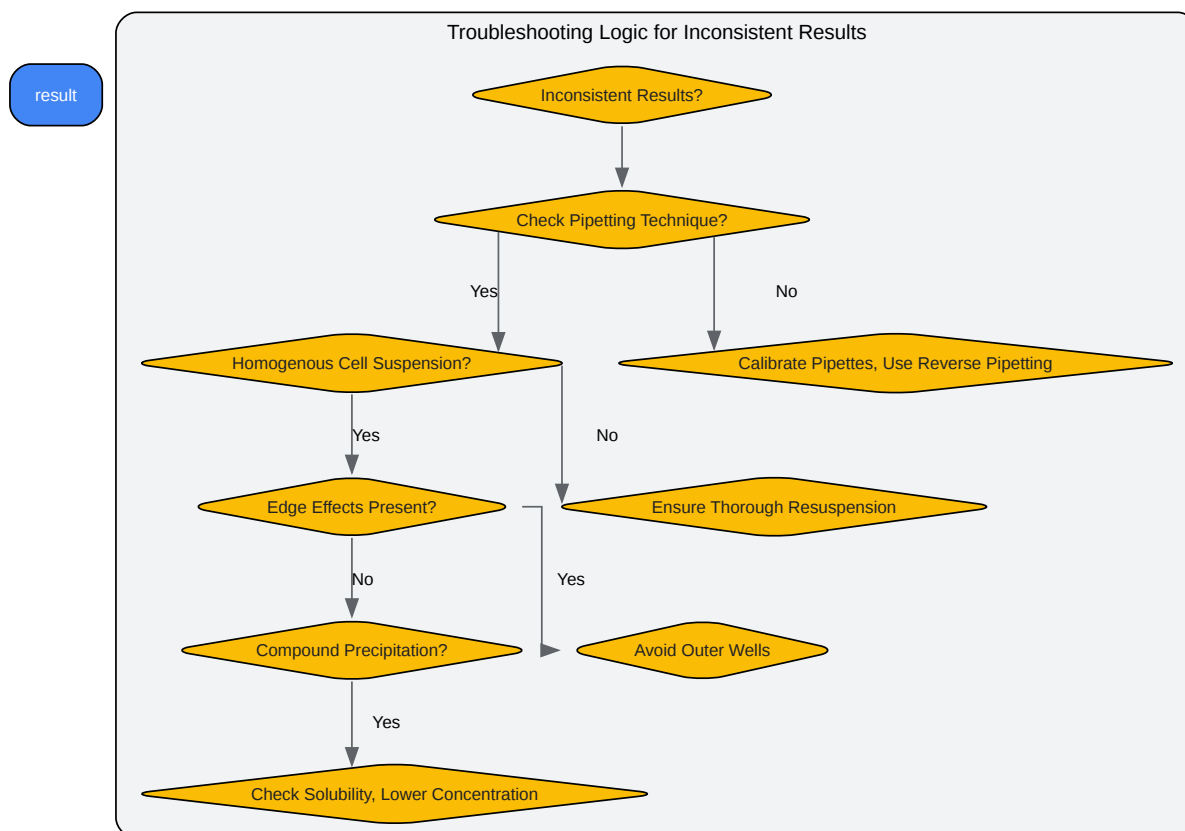 Troubleshooting Logic for Inconsistent Results
result
Inconsistent Results?
Check Pipetting Technique?
Yes
No
Homogenous Cell Suspension?
Calibrate Pipettes, Use Reverse Pipetting
Yes
No
Edge Effects Present?
Ensure Thorough Resuspension
No
Yes
Compound Precipitation?
Avoid Outer Wells
Yes
Check Solubility, Lower Concentration